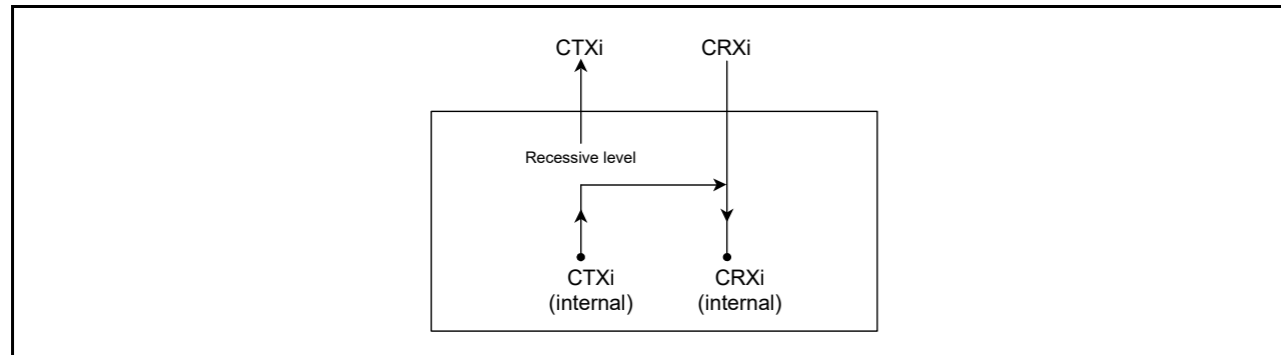 CTXi CRXi
Recessive level
CTXi CRXi
(internal) (internal)